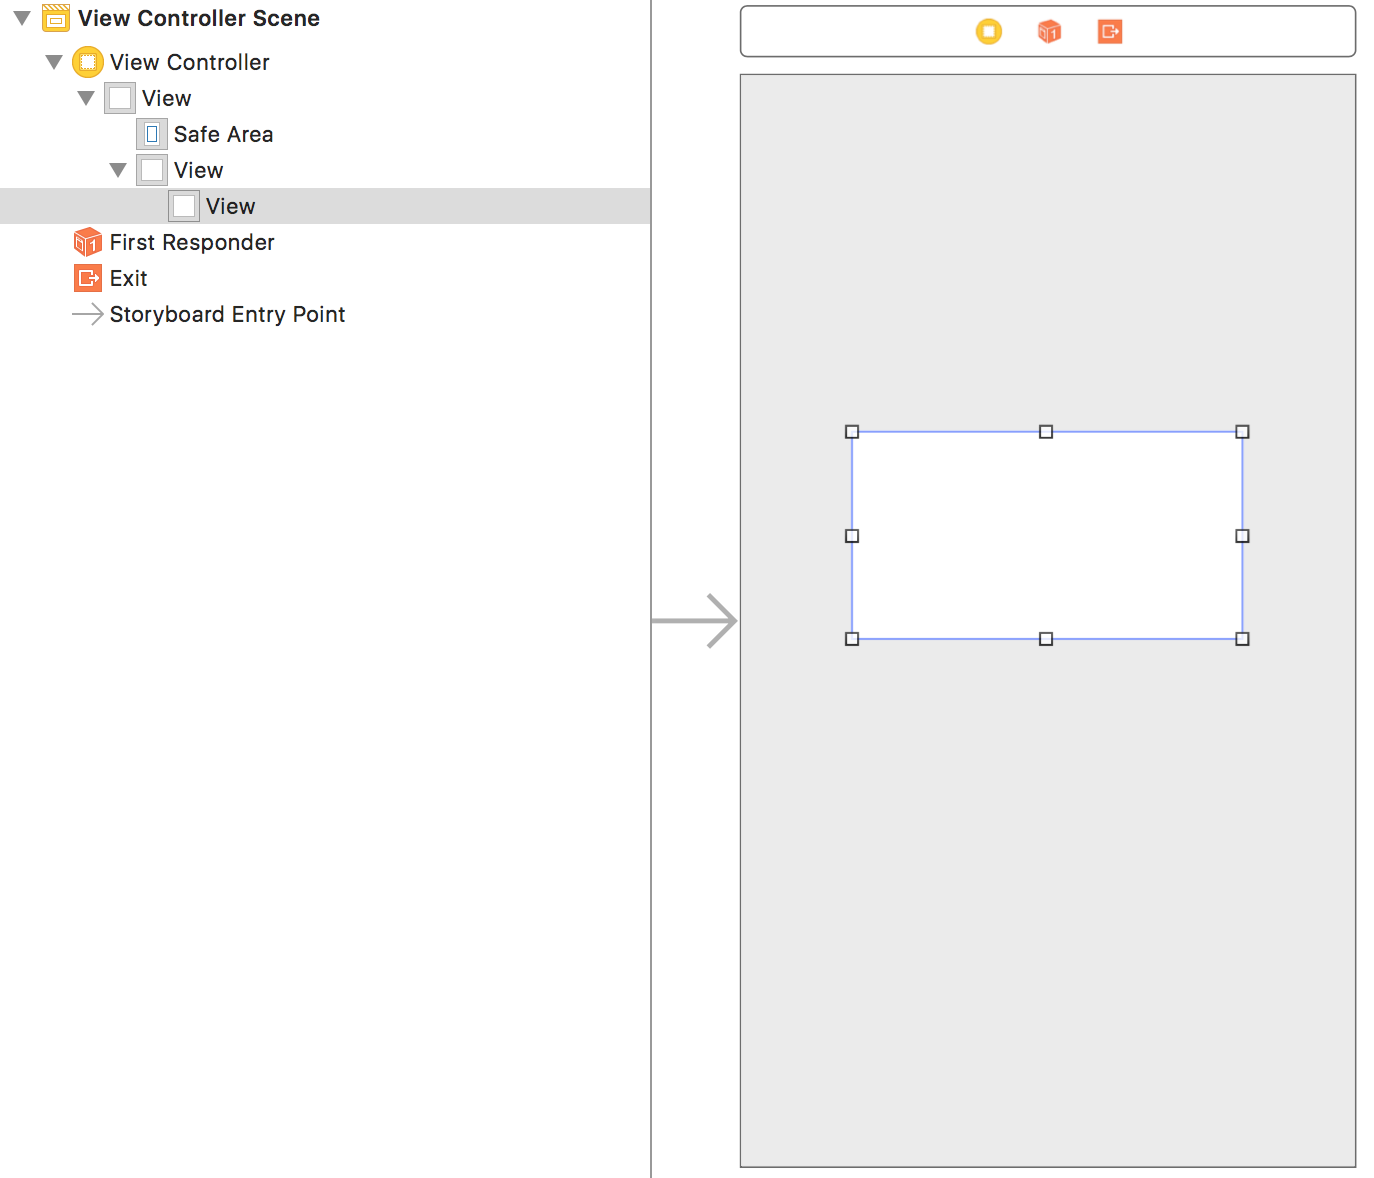 View Controller Scene
View Controller
View
Safe Area
View
View
First Responder
Exit
Storyboard Entry Point